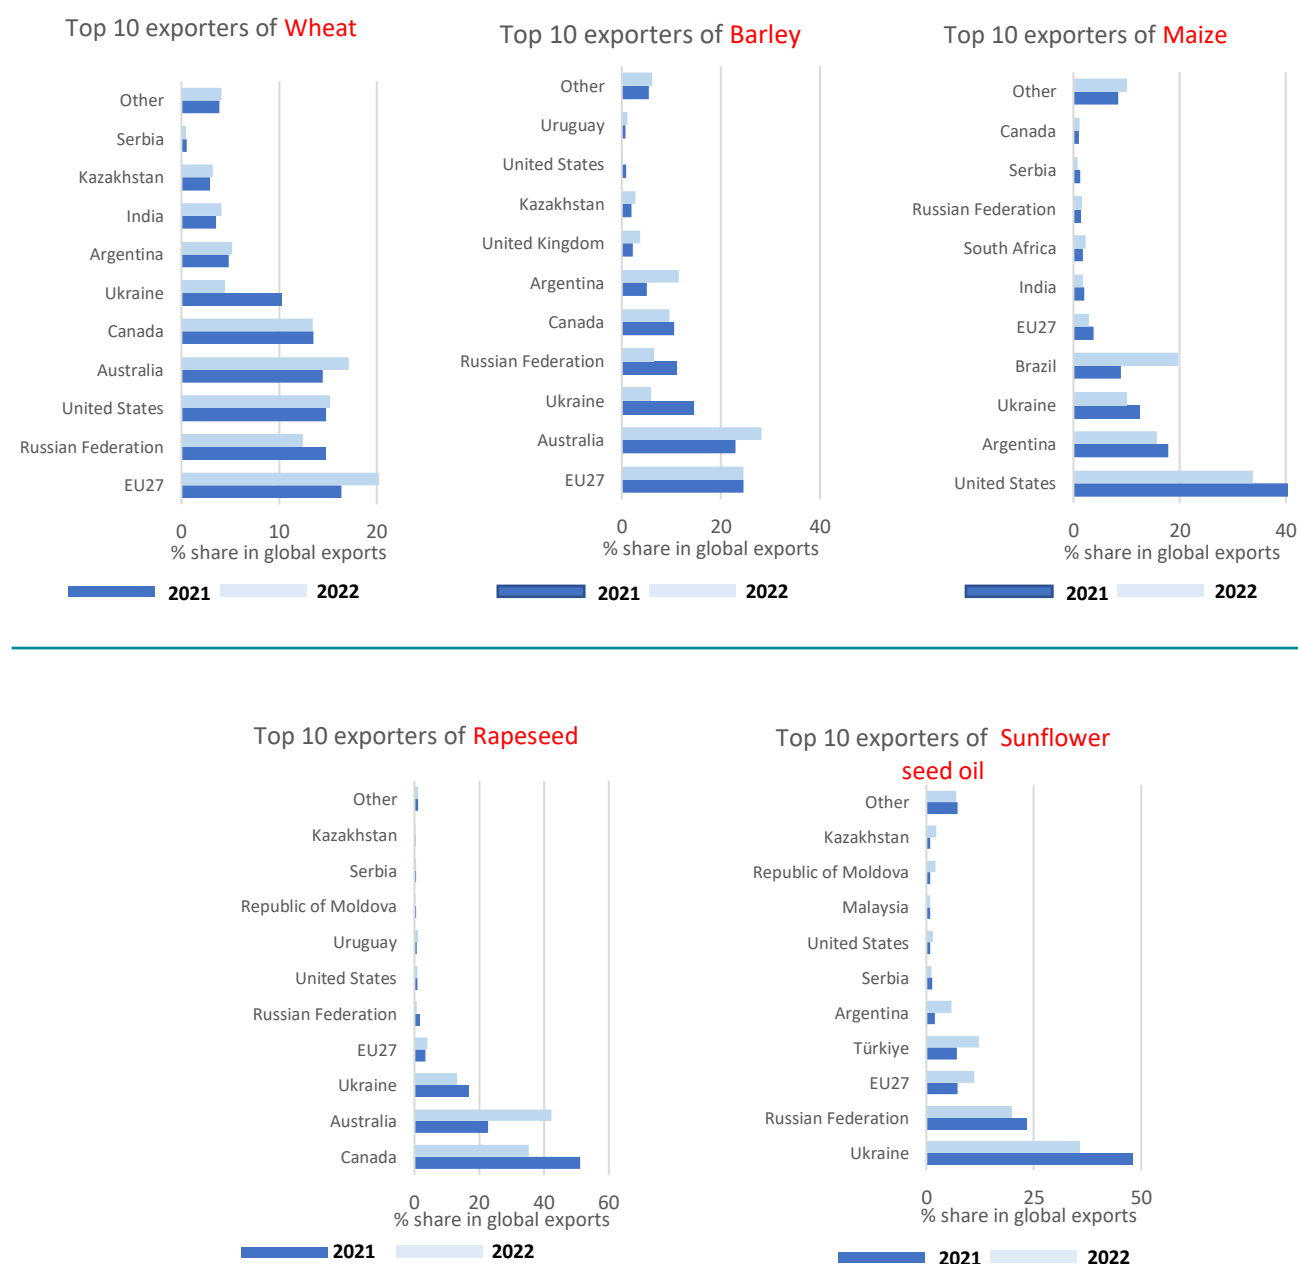 Top 10 exporters of Wheat
Other
Serbia
Kazakhstan
India
Argentina
Ukraine
Canada
Australia
United States
Russian Federation
EU27
0 10 20
% share in global exports
2021 2022
Top 10 exporters of Barley
Other
Uruguay
United States
Kazakhstan
United Kingdom
Argentina
Canada
Russian Federation
Ukraine
Australia
EU27
0 20 40
% share in global exports
2021 2022
Top 10 exporters of Maize
Other
Canada
Serbia
Russian Federation
South Africa
India
EU27
Brazil
Ukraine
Argentina
United States
0 20 40
% share in global exports
2021 2022
Top 10 exporters of Rapeseed
Other
Kazakhstan
Serbia
Republic of Moldova
Uruguay
United States
Russian Federation
EU27
Ukraine
Australia
Canada
0 20 40 60
% share in global exports
2021 2022
Top 10 exporters of Sunflower
seed oil
Other
Kazakhstan
Republic of Moldova
Malaysia
United States
Serbia
Argentina
Türkiye
EU27
Russian Federation
Ukraine
0 25 50
% share in global exports
2021 2022